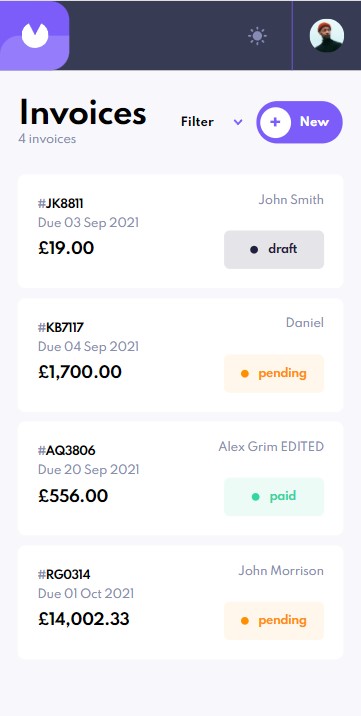 Invoices
4 invoices
Filter
+ New
#JK8811
John Smith
Due 03 Sep 2021
£19.00
draft
#KB7117
Daniel
Due 04 Sep 2021
£1,700.00
pending
#AQ3806
Alex Grim EDITED
Due 20 Sep 2021
£556.00
paid
#RG0314
John Morrison
Due 01 Oct 2021
£14,002.33
pending